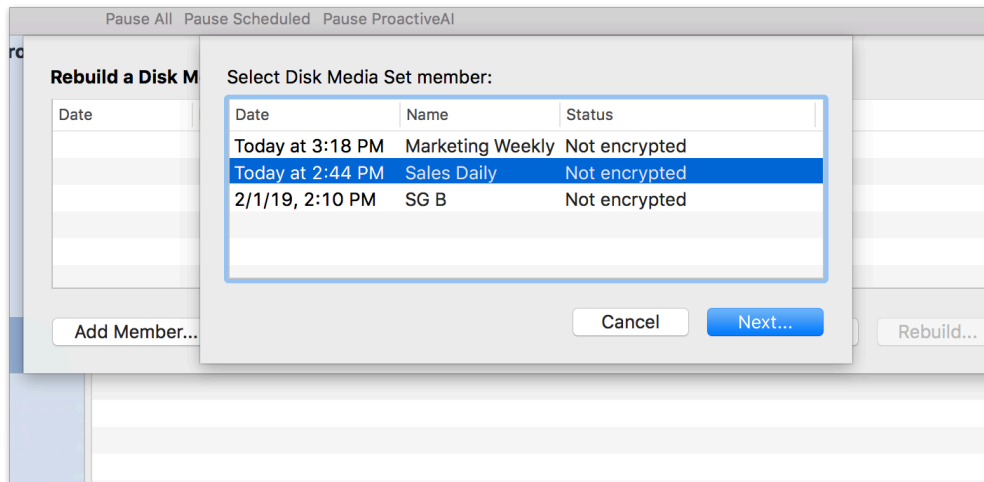 Pause All Pause Scheduled Pause ProactiveAI
Rebuild a Disk M
Select Disk Media Set member:
Date
Date Name Status
Today at 3:18 PM Marketing Weekly Not encrypted
Today at 2:44 PM Sales Daily Not encrypted
2/1/19, 2:10 PM SG B Not encrypted
Cancel Next...
Add Member...
Rebuild...